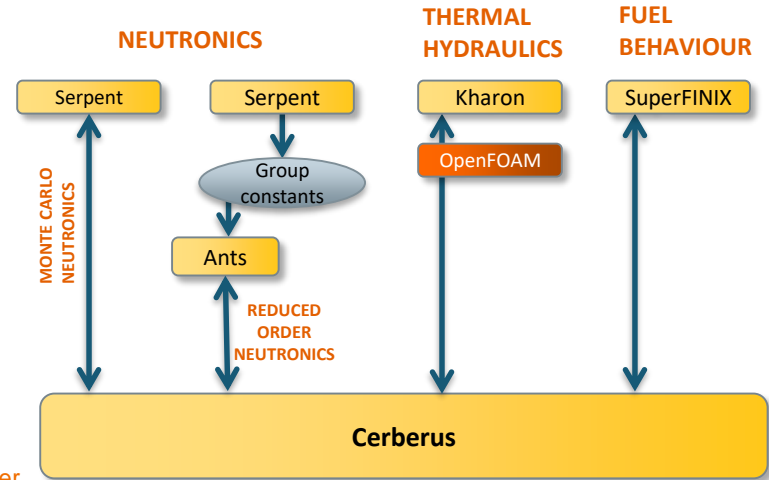 NEUTRONICS
THERMAL
HYDRAULICS
FUEL
BEHAVIOUR
Serpent
Serpent
Kharon
SuperFINIX
OpenFOAM
Group
constants
MONTE CARLO
NEUTRONICS
Ants
REDUCED
ORDER
NEUTRONICS
Cerberus
er